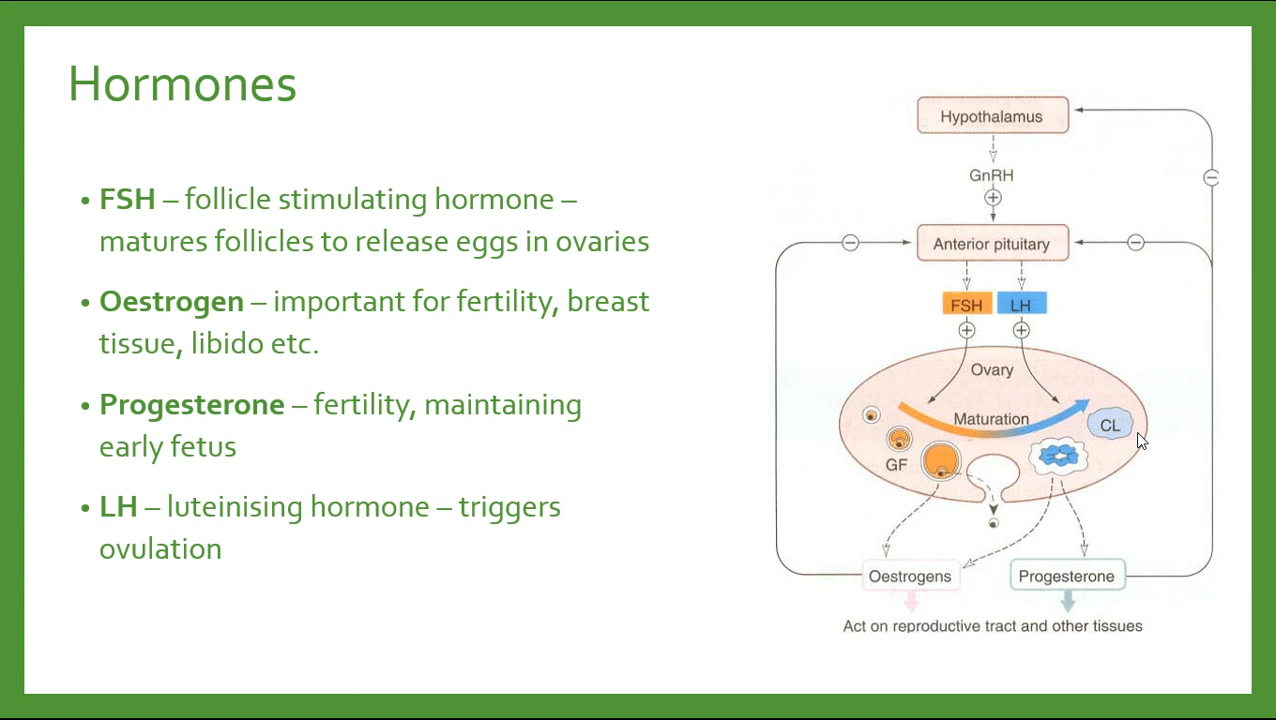 Hormones
• FSH – follicle stimulating hormone –
matures follicles to release eggs in ovaries
• Oestrogen – important for fertility, breast
tissue, libido etc.
• Progesterone – fertility, maintaining
early fetus
• LH – luteinising hormone – triggers
ovulation
Hypothalamus
GnRH
+
−
− Anterior pituitary −
FSH LH
+ +
Ovary
Maturation
CL
GF
Oestrogens Progesterone
Act on reproductive tract and other tissues